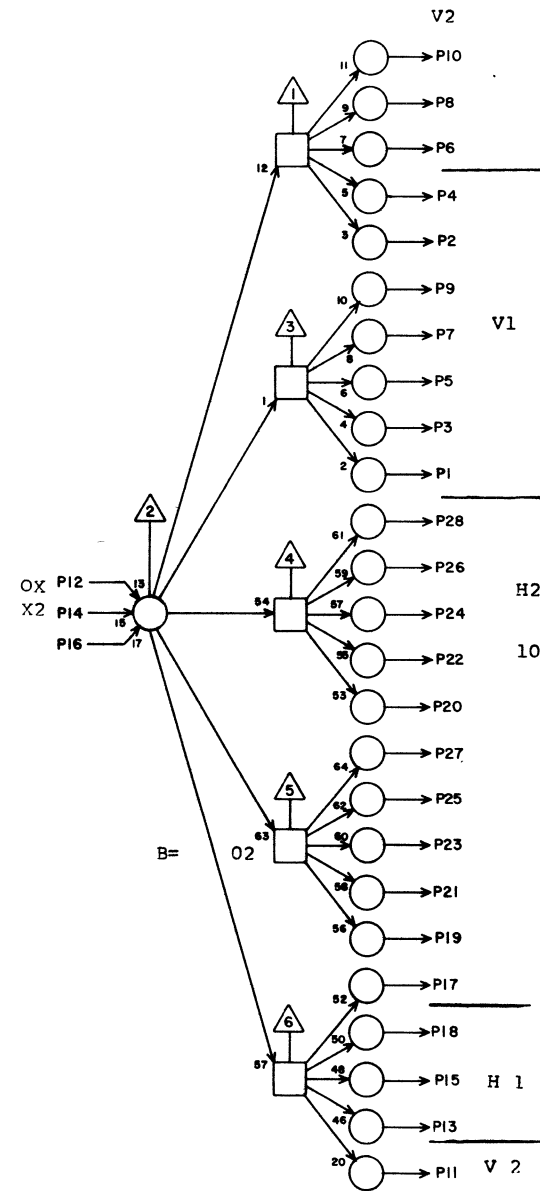 V2
11 P10
1
9 P8
7 P6
12
5 P4
3 P2
10 P9
V1
3
8 P7
6 P5
1
4 P3
2 P1
2
61 P28
4
59 P26
H2
OX P12 13
54
57 P24
X2 P14 15
P16 17
55 P22
10
53 P20
64 P27
5
62 P25
63
60 P23
B= 02
58 P21
56 P19
52 P17
6
50 P18
57
48 P15
H 1
46 P13
20 P11
V 2